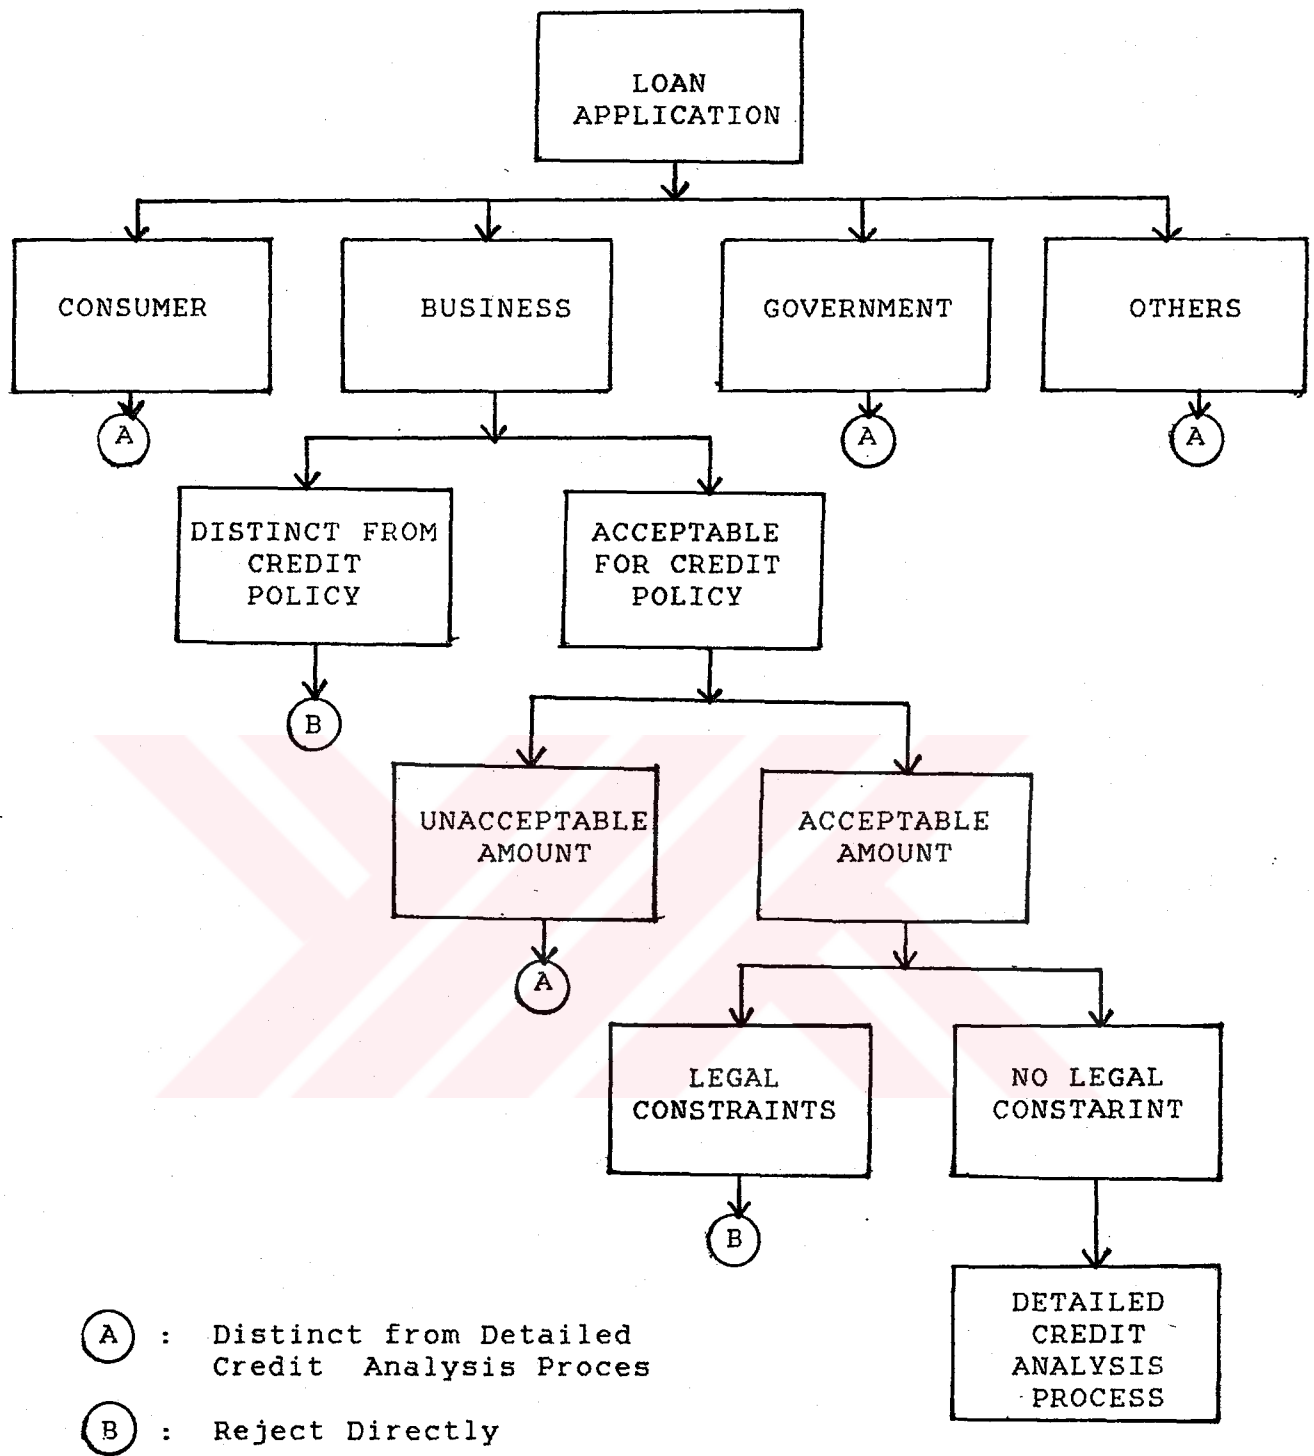 LOAN
APPLICATION
CONSUMER
BUSINESS
GOVERNMENT
OTHERS
A
A
A
DISTINCT FROM
CREDIT
POLICY
ACCEPTABLE
FOR CREDIT
POLICY
B
UNACCEPTABLE
AMOUNT
ACCEPTABLE
AMOUNT
A
LEGAL
CONSTRAINTS
NO LEGAL
CONSTARINT
B
DETAILED
CREDIT
ANALYSIS
PROCESS
A : Distinct from Detailed
Credit Analysis Proces
B : Reject Directly